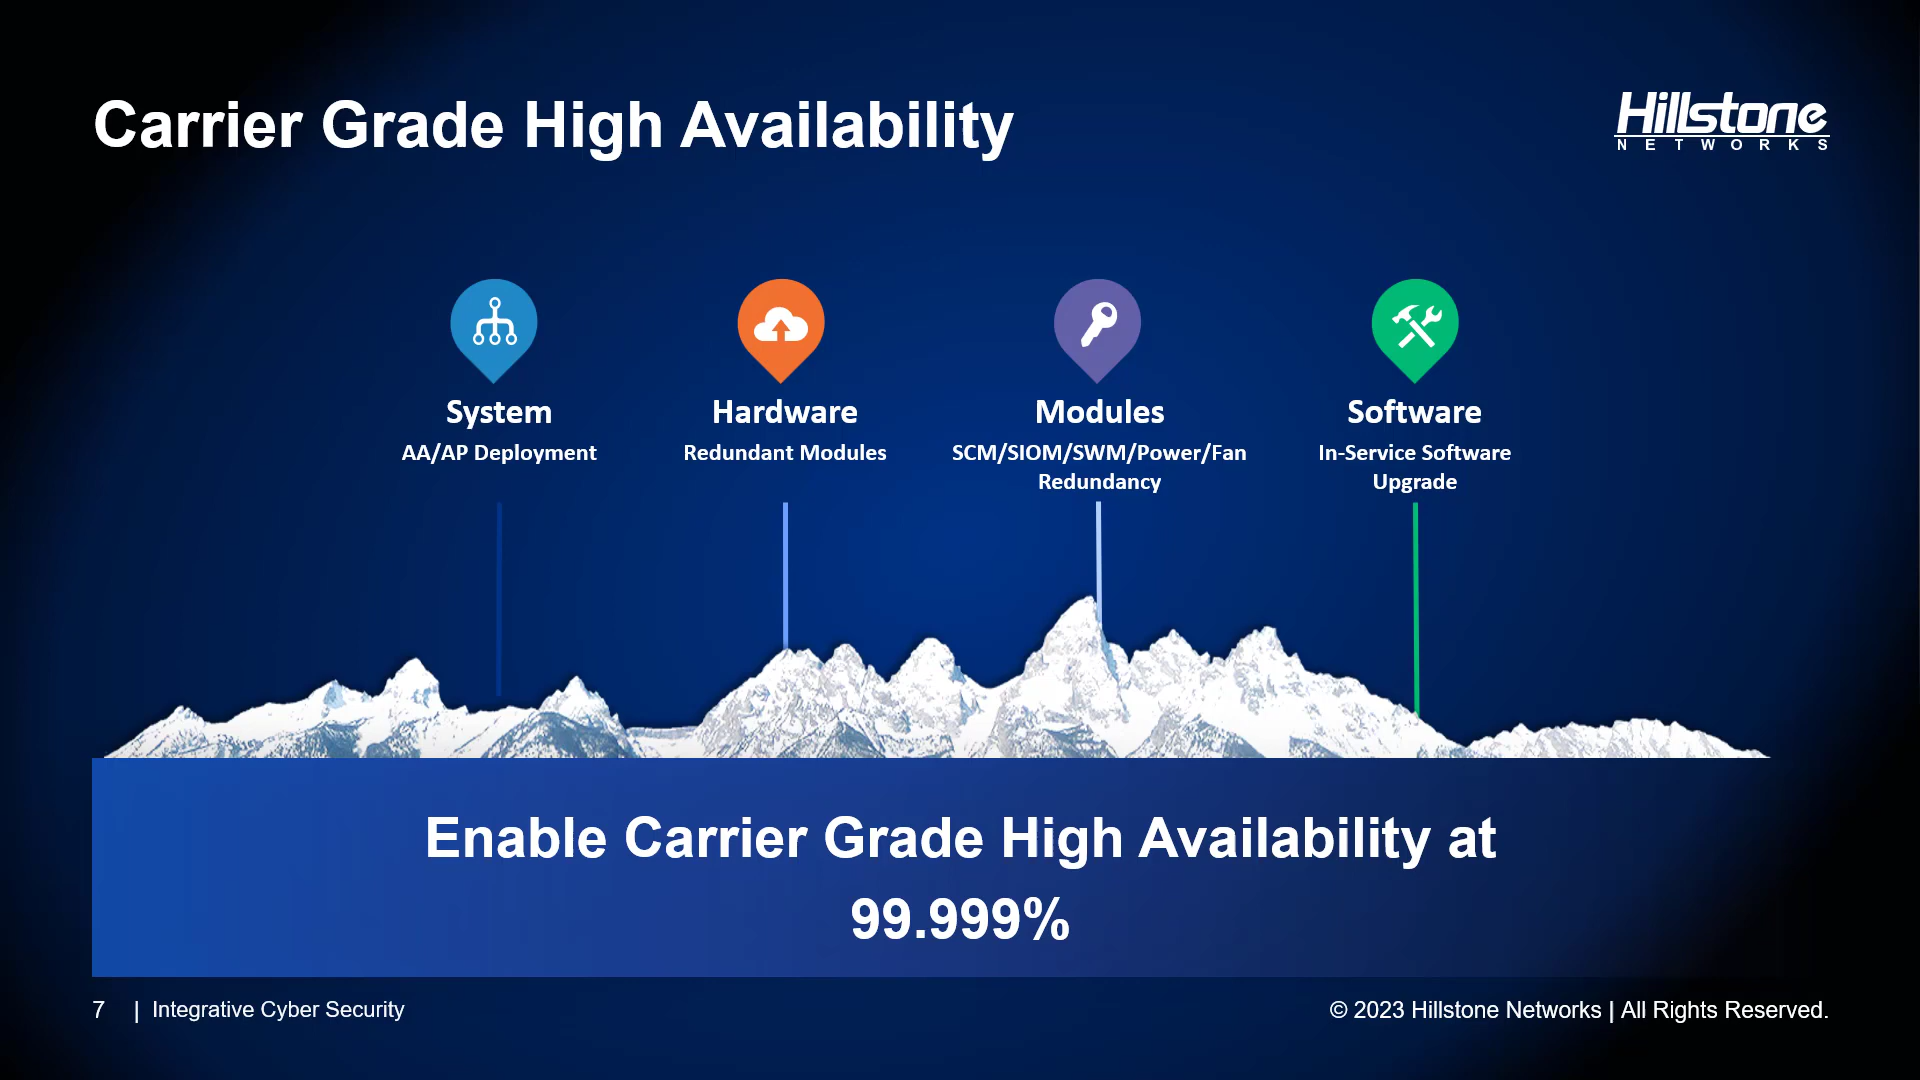 Carrier Grade High Availability
Hillstone
NETWORKS
System
AA/AP Deployment
Hardware
Redundant Modules
Modules
SCM/SIOM/SWM/Power/Fan
Redundancy
Software
In-Service Software
Upgrade
Enable Carrier Grade High Availability at
99.999%
7 | Integrative Cyber Security
© 2023 Hillstone Networks | All Rights Reserved.